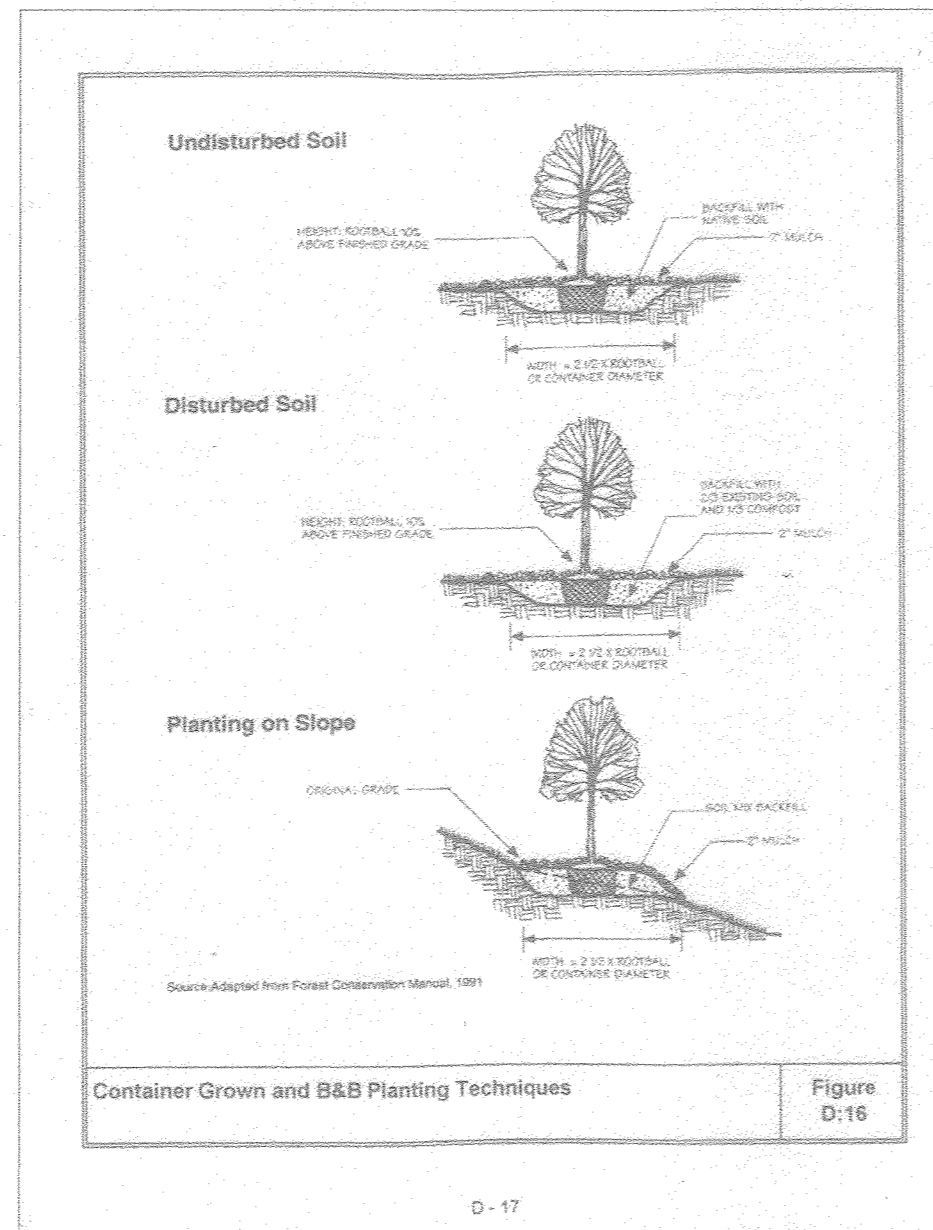 Undisturbed Soil
HEIGHT: ROOTBALL 10%
ABOVE FINISHED GRADE
BACKFILL WITH
NATIVE SOIL
2" MULCH
WIDTH = 2 1/2 X ROOTBALL
OR CONTAINER DIAMETER
Disturbed Soil
HEIGHT: ROOTBALL 10%
ABOVE FINISHED GRADE
BACKFILL WITH
2/3 EXISTING SOIL
AND 1/3 COMPOST
2" MULCH
WIDTH = 2 1/2 X ROOTBALL
OR CONTAINER DIAMETER
Planting on Slope
ORIGINAL GRADE
SOIL MIX BACKFILL
2" MULCH
WIDTH = 2 1/2 X ROOTBALL
OR CONTAINER DIAMETER
Source:Adapted from Forest Conservation Manual, 1991
Container Grown and B&B Planting Techniques
Figure
D:16
D - 17